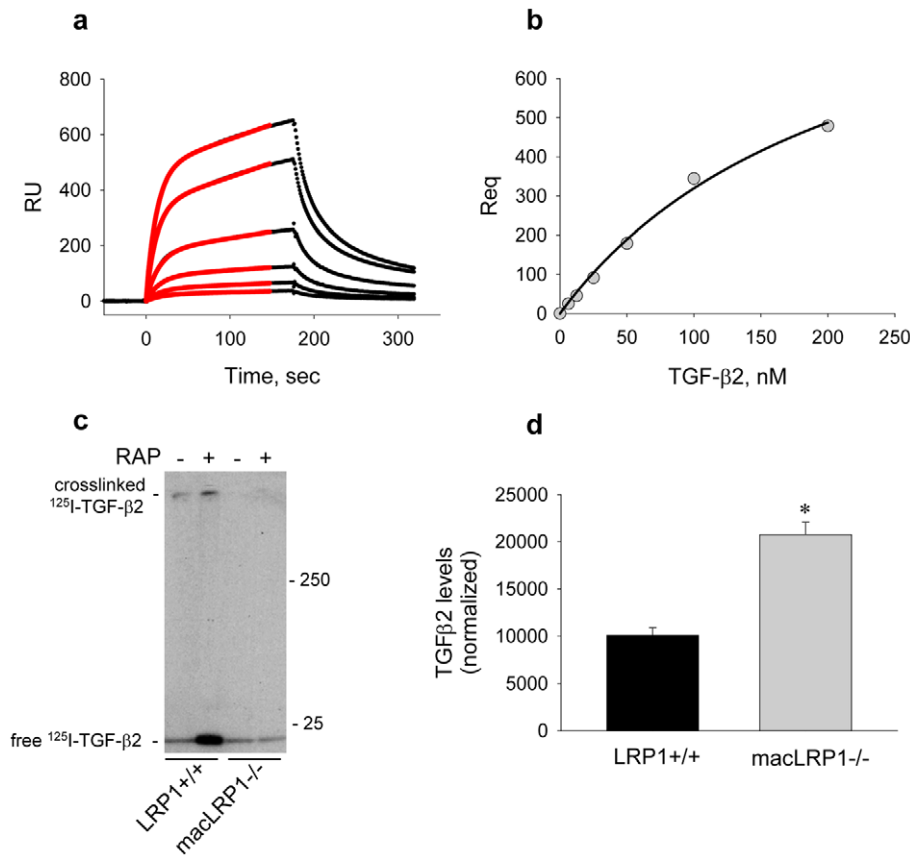 a
800
600
400
200
0
RU
0
100
200
300
Time, sec
b
600
500
400
300
200
100
0
Req
0
50
100
150
200
250
TGF-β2, nM
c
RAP - + - +
crosslinked
¹²⁵I-TGF-β2 -
- 250
- 25
free ¹²⁵I-TGF-β2 -
LRP1+/+
macLRP1-/-
d
25000
20000
15000
10000
5000
0
TGFβ2 levels
(normalized)
*
LRP1+/+
macLRP1-/-